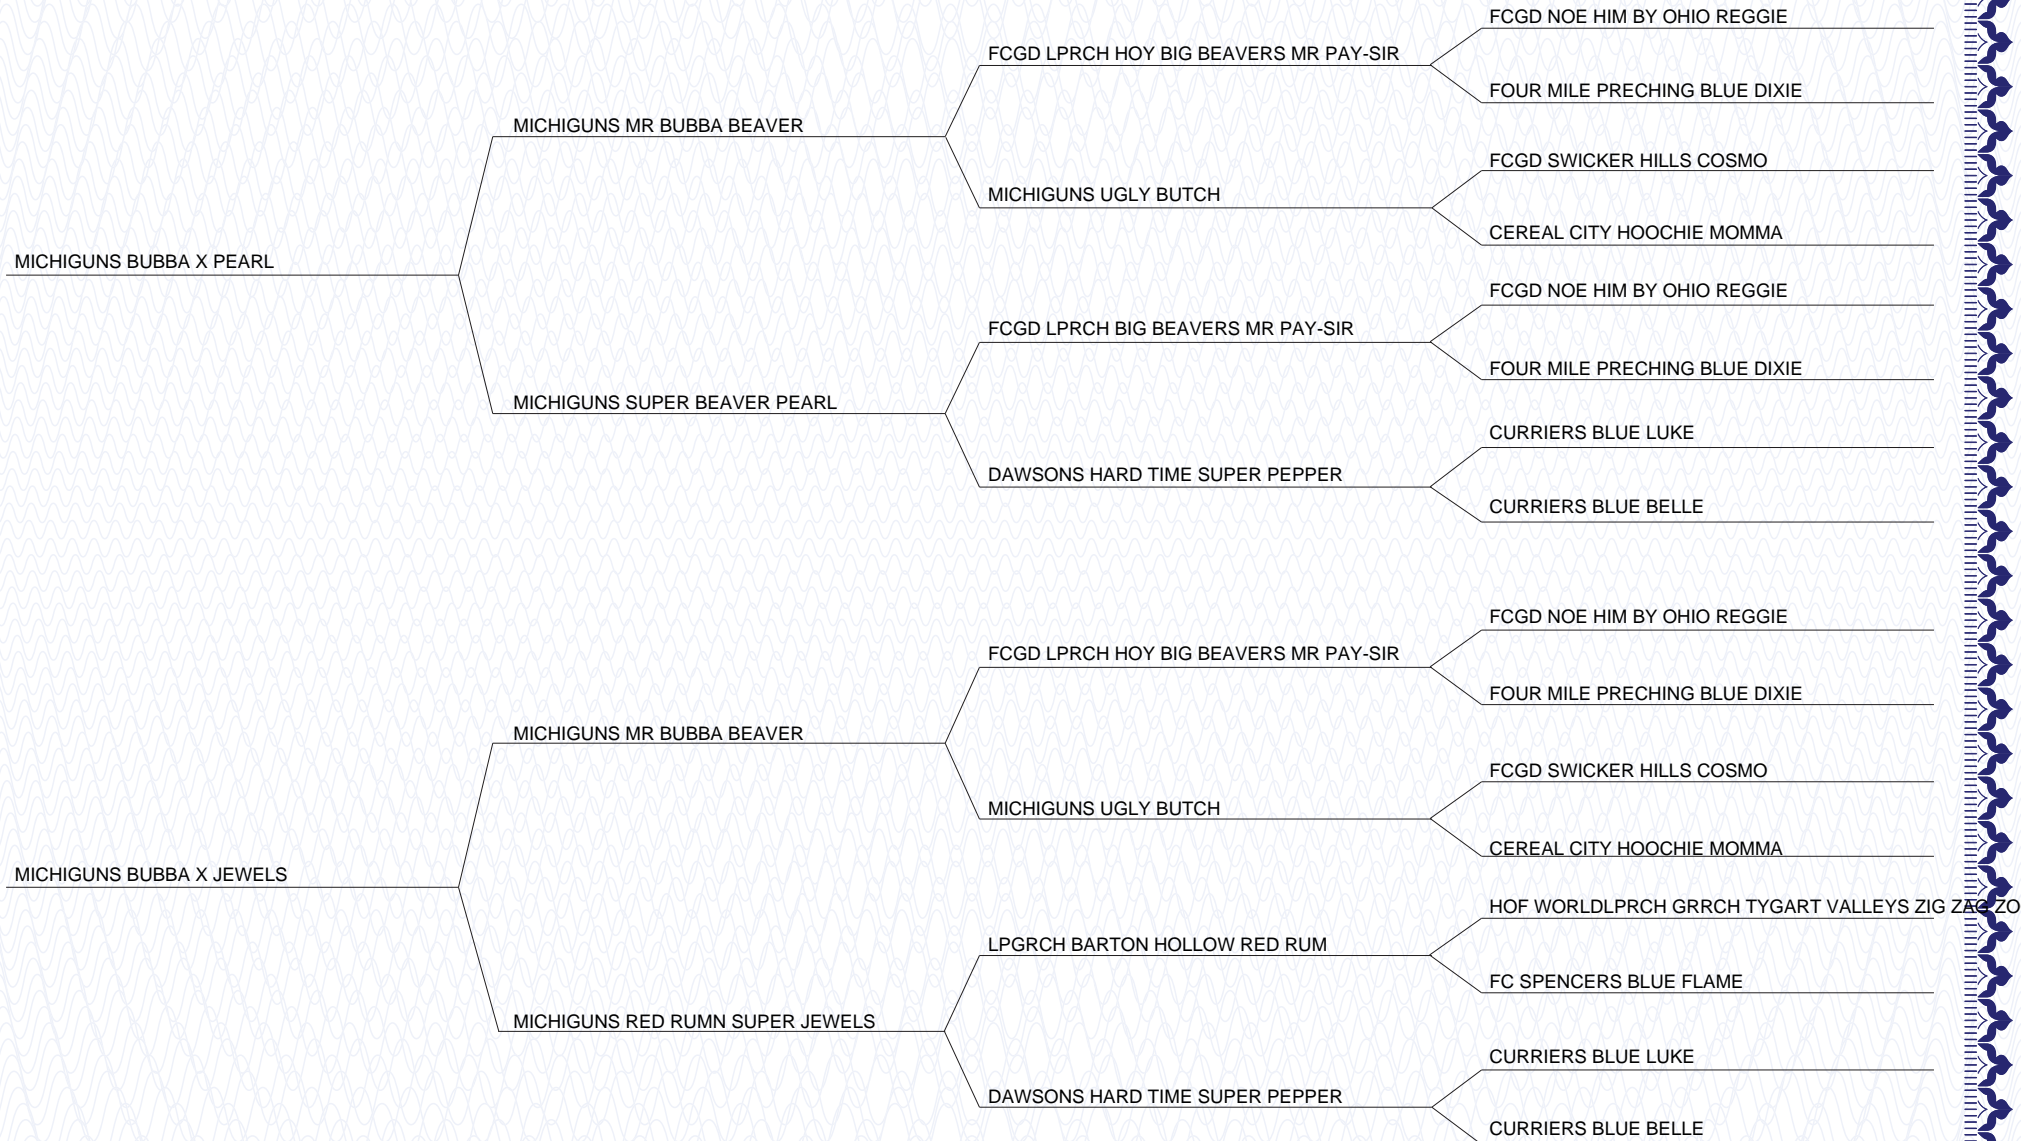 FCGD NOE HIM BY OHIO REGGIE
FCGD LPRCH HOY BIG BEAVERS MR PAY-SIR
FOUR MILE PRECHING BLUE DIXIE
MICHIGUNS MR BUBBA BEAVER
FCGD SWICKER HILLS COSMO
MICHIGUNS UGLY BUTCH
CEREAL CITY HOOCHIE MOMMA
MICHIGUNS BUBBA X PEARL
FCGD NOE HIM BY OHIO REGGIE
FCGD LPRCH BIG BEAVERS MR PAY-SIR
FOUR MILE PRECHING BLUE DIXIE
MICHIGUNS SUPER BEAVER PEARL
CURRIERS BLUE LUKE
DAWSONS HARD TIME SUPER PEPPER
CURRIERS BLUE BELLE
FCGD NOE HIM BY OHIO REGGIE
FCGD LPRCH HOY BIG BEAVERS MR PAY-SIR
FOUR MILE PRECHING BLUE DIXIE
MICHIGUNS MR BUBBA BEAVER
FCGD SWICKER HILLS COSMO
MICHIGUNS UGLY BUTCH
CEREAL CITY HOOCHIE MOMMA
MICHIGUNS BUBBA X JEWELS
HOF WORLDLPRCH GRRCH TYGART VALLEYS ZIG ZAG ZO
LPGRCH BARTON HOLLOW RED RUM
FC SPENCERS BLUE FLAME
MICHIGUNS RED RUMN SUPER JEWELS
CURRIERS BLUE LUKE
DAWSONS HARD TIME SUPER PEPPER
CURRIERS BLUE BELLE